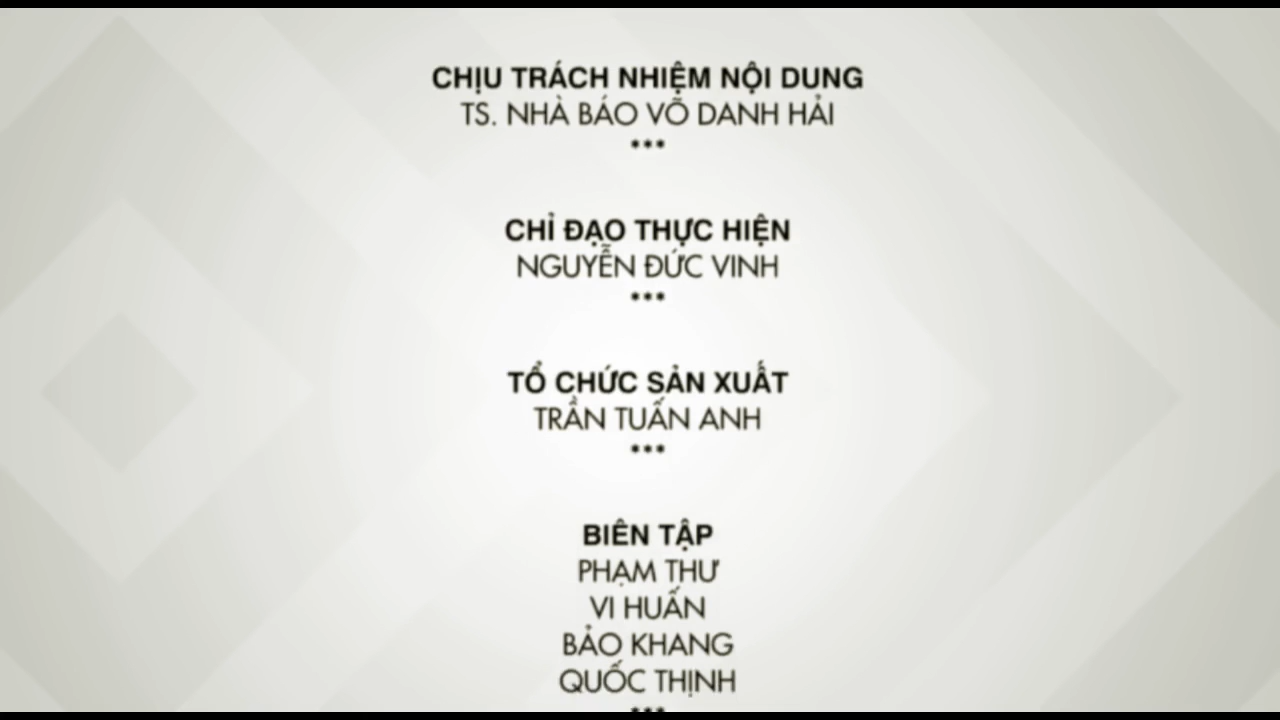 CHỊU TRÁCH NHIỆM NỘI DUNG
TS. NHÀ BÁO VÕ DANH HẢI
***
CHỈ ĐẠO THỰC HIỆN
NGUYỄN ĐỨC VINH
***
TỔ CHỨC SẢN XUẤT
TRẦN TUẤN ANH
***
BIÊN TẬP
PHẠM THƯ
VI HUẤN
BẢO KHANG
QUỐC THỊNH
***